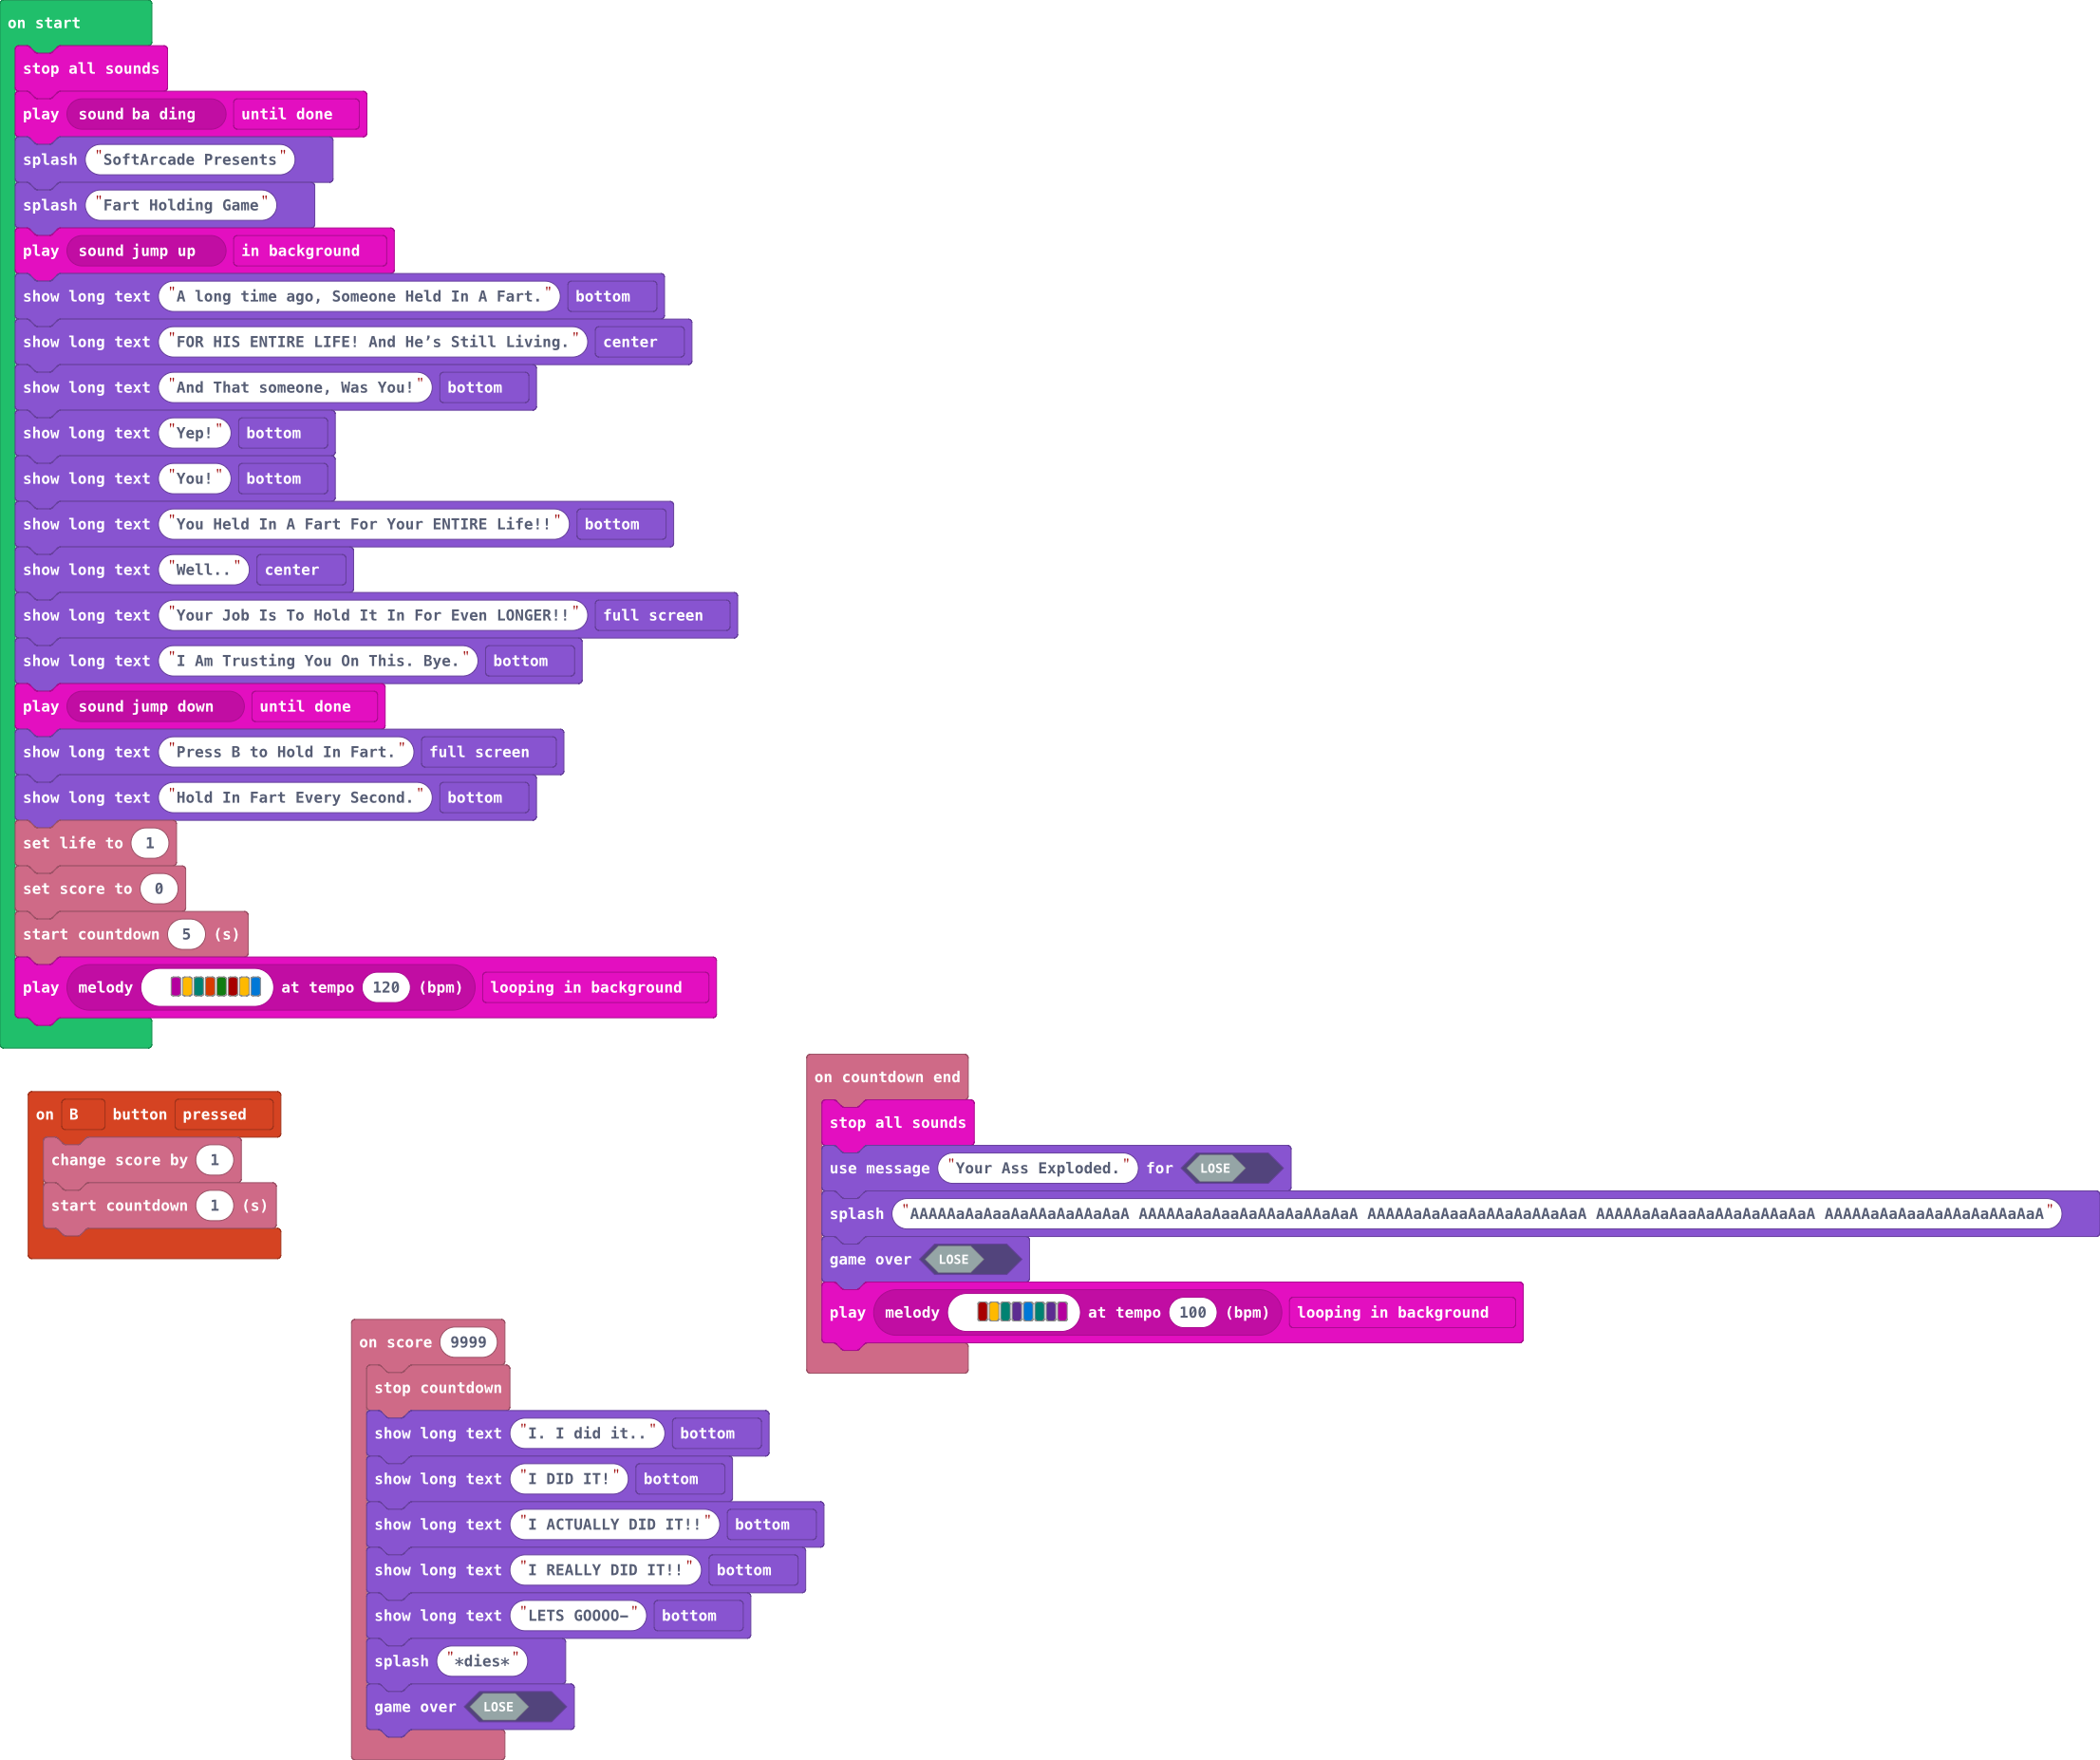 on start
stop all sounds
play sound ba ding until done
splash "SoftArcade Presents"
splash "Fart Holding Game"
play sound jump up in background
show long text "A long time ago, Someone Held In A Fart." bottom
show long text "FOR HIS ENTIRE LIFE! And He’s Still Living." center
show long text "And That someone, Was You!" bottom
show long text "Yep!" bottom
show long text "You!" bottom
show long text "You Held In A Fart For Your ENTIRE Life!!" bottom
show long text "Well.." center
show long text "Your Job Is To Hold It In For Even LONGER!!" full screen
show long text "I Am Trusting You On This. Bye." bottom
play sound jump down until done
show long text "Press B to Hold In Fart." full screen
show long text "Hold In Fart Every Second." bottom
set life to 1
set score to 0
start countdown 5 (s)
play melody at tempo 120 (bpm) looping in background
on B button pressed
change score by 1
start countdown 1 (s)
on countdown end
stop all sounds
use message "Your Ass Exploded." for LOSE
splash "AAAAAaAaAaaAaAAaAaAAaAaA AAAAAaAaAaaAaAAaAaAAaAaA AAAAAaAaAaaAaAAaAaAAaAaA AAAAAaAaAaaAaAAaAaAAaAaA AAAAAaAaAaaAaAAaAaAAaAaA"
game over LOSE
play melody at tempo 100 (bpm) looping in background
on score 9999
stop countdown
show long text "I. I did it.." bottom
show long text "I DID IT!" bottom
show long text "I ACTUALLY DID IT!!" bottom
show long text "I REALLY DID IT!!" bottom
show long text "LETS GOOOO—" bottom
splash "*dies*"
game over LOSE